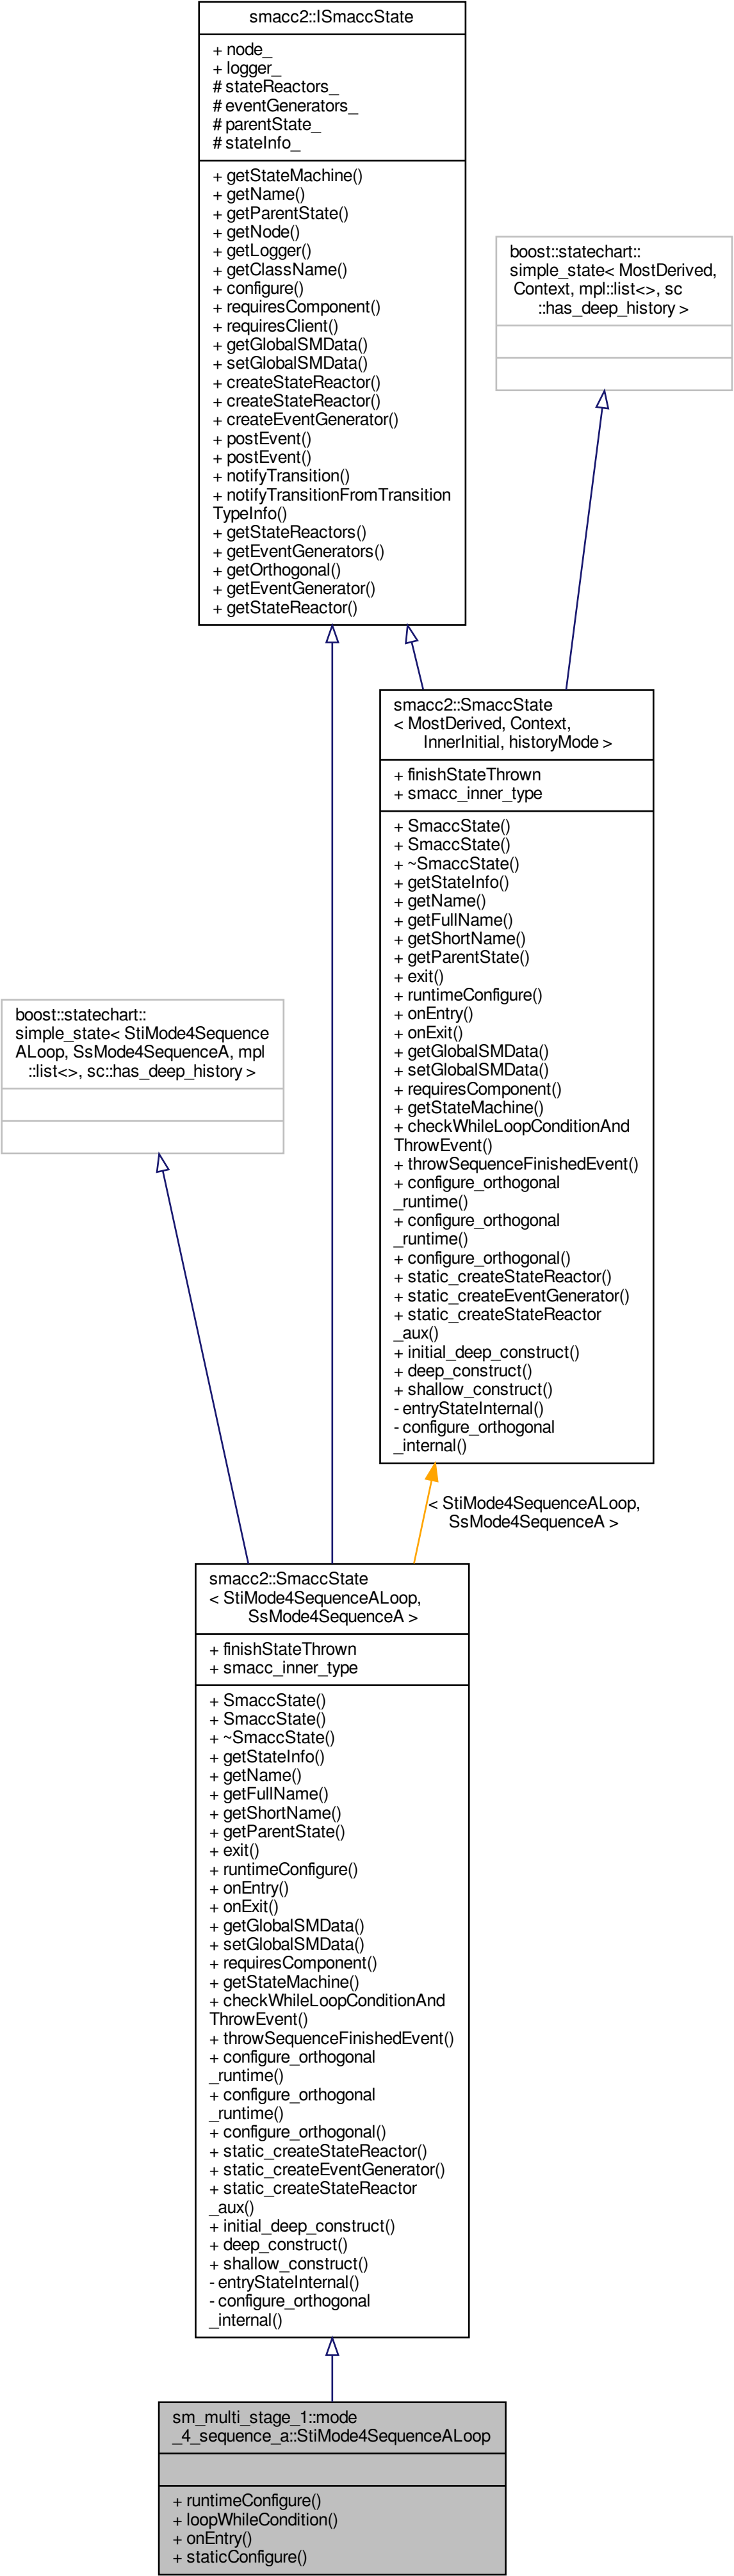 smacc2::ISmaccState
+ node_
+ logger_
# stateReactors_
# eventGenerators_
# parentState_
# stateInfo_
+ getStateMachine()
+ getName()
+ getParentState()
+ getNode()
+ getLogger()
+ getClassName()
+ configure()
+ requiresComponent()
+ requiresClient()
+ getGlobalSMData()
+ setGlobalSMData()
+ createStateReactor()
+ createStateReactor()
+ createEventGenerator()
+ postEvent()
+ postEvent()
+ notifyTransition()
+ notifyTransitionFromTransition
TypeInfo()
+ getStateReactors()
+ getEventGenerators()
+ getOrthogonal()
+ getEventGenerator()
+ getStateReactor()
boost::statechart::
simple_state< MostDerived,
Context, mpl::list<>, sc
::has_deep_history >
smacc2::SmaccState
< MostDerived, Context,
InnerInitial, historyMode >
+ finishStateThrown
+ smacc_inner_type
+ SmaccState()
+ SmaccState()
+ ~SmaccState()
+ getStateInfo()
+ getName()
+ getFullName()
+ getShortName()
+ getParentState()
+ exit()
+ runtimeConfigure()
+ onEntry()
+ onExit()
+ getGlobalSMData()
+ setGlobalSMData()
+ requiresComponent()
+ getStateMachine()
+ checkWhileLoopConditionAnd
ThrowEvent()
+ throwSequenceFinishedEvent()
+ configure_orthogonal
_runtime()
+ configure_orthogonal
_runtime()
+ configure_orthogonal()
+ static_createStateReactor()
+ static_createEventGenerator()
+ static_createStateReactor
_aux()
+ initial_deep_construct()
+ deep_construct()
+ shallow_construct()
- entryStateInternal()
- configure_orthogonal
_internal()
boost::statechart::
simple_state< StiMode4Sequence
ALoop, SsMode4SequenceA, mpl
::list<>, sc::has_deep_history >
< StiMode4SequenceALoop,
SsMode4SequenceA >
smacc2::SmaccState
< StiMode4SequenceALoop,
SsMode4SequenceA >
+ finishStateThrown
+ smacc_inner_type
+ SmaccState()
+ SmaccState()
+ ~SmaccState()
+ getStateInfo()
+ getName()
+ getFullName()
+ getShortName()
+ getParentState()
+ exit()
+ runtimeConfigure()
+ onEntry()
+ onExit()
+ getGlobalSMData()
+ setGlobalSMData()
+ requiresComponent()
+ getStateMachine()
+ checkWhileLoopConditionAnd
ThrowEvent()
+ throwSequenceFinishedEvent()
+ configure_orthogonal
_runtime()
+ configure_orthogonal
_runtime()
+ configure_orthogonal()
+ static_createStateReactor()
+ static_createEventGenerator()
+ static_createStateReactor
_aux()
+ initial_deep_construct()
+ deep_construct()
+ shallow_construct()
- entryStateInternal()
- configure_orthogonal
_internal()
sm_multi_stage_1::mode
_4_sequence_a::StiMode4SequenceALoop
+ runtimeConfigure()
+ loopWhileCondition()
+ onEntry()
+ staticConfigure()